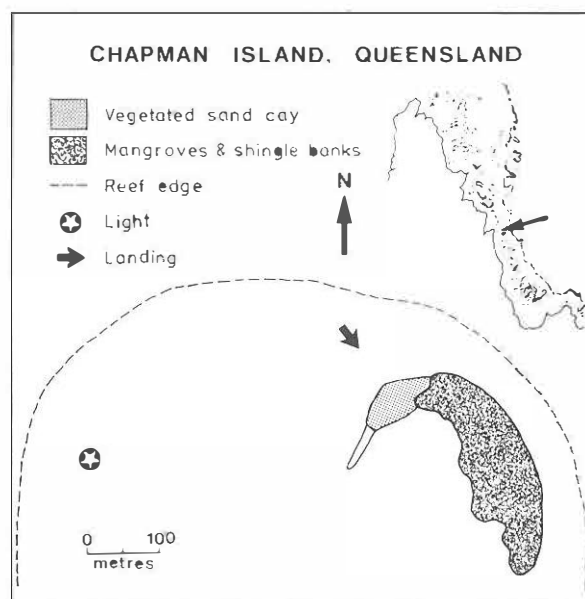 CHAPMAN ISLAND, QUEENSLAND
Vegetated sand cay
Mangroves & shingle banks
Reef edge
N
Light
Landing
0 100
metres